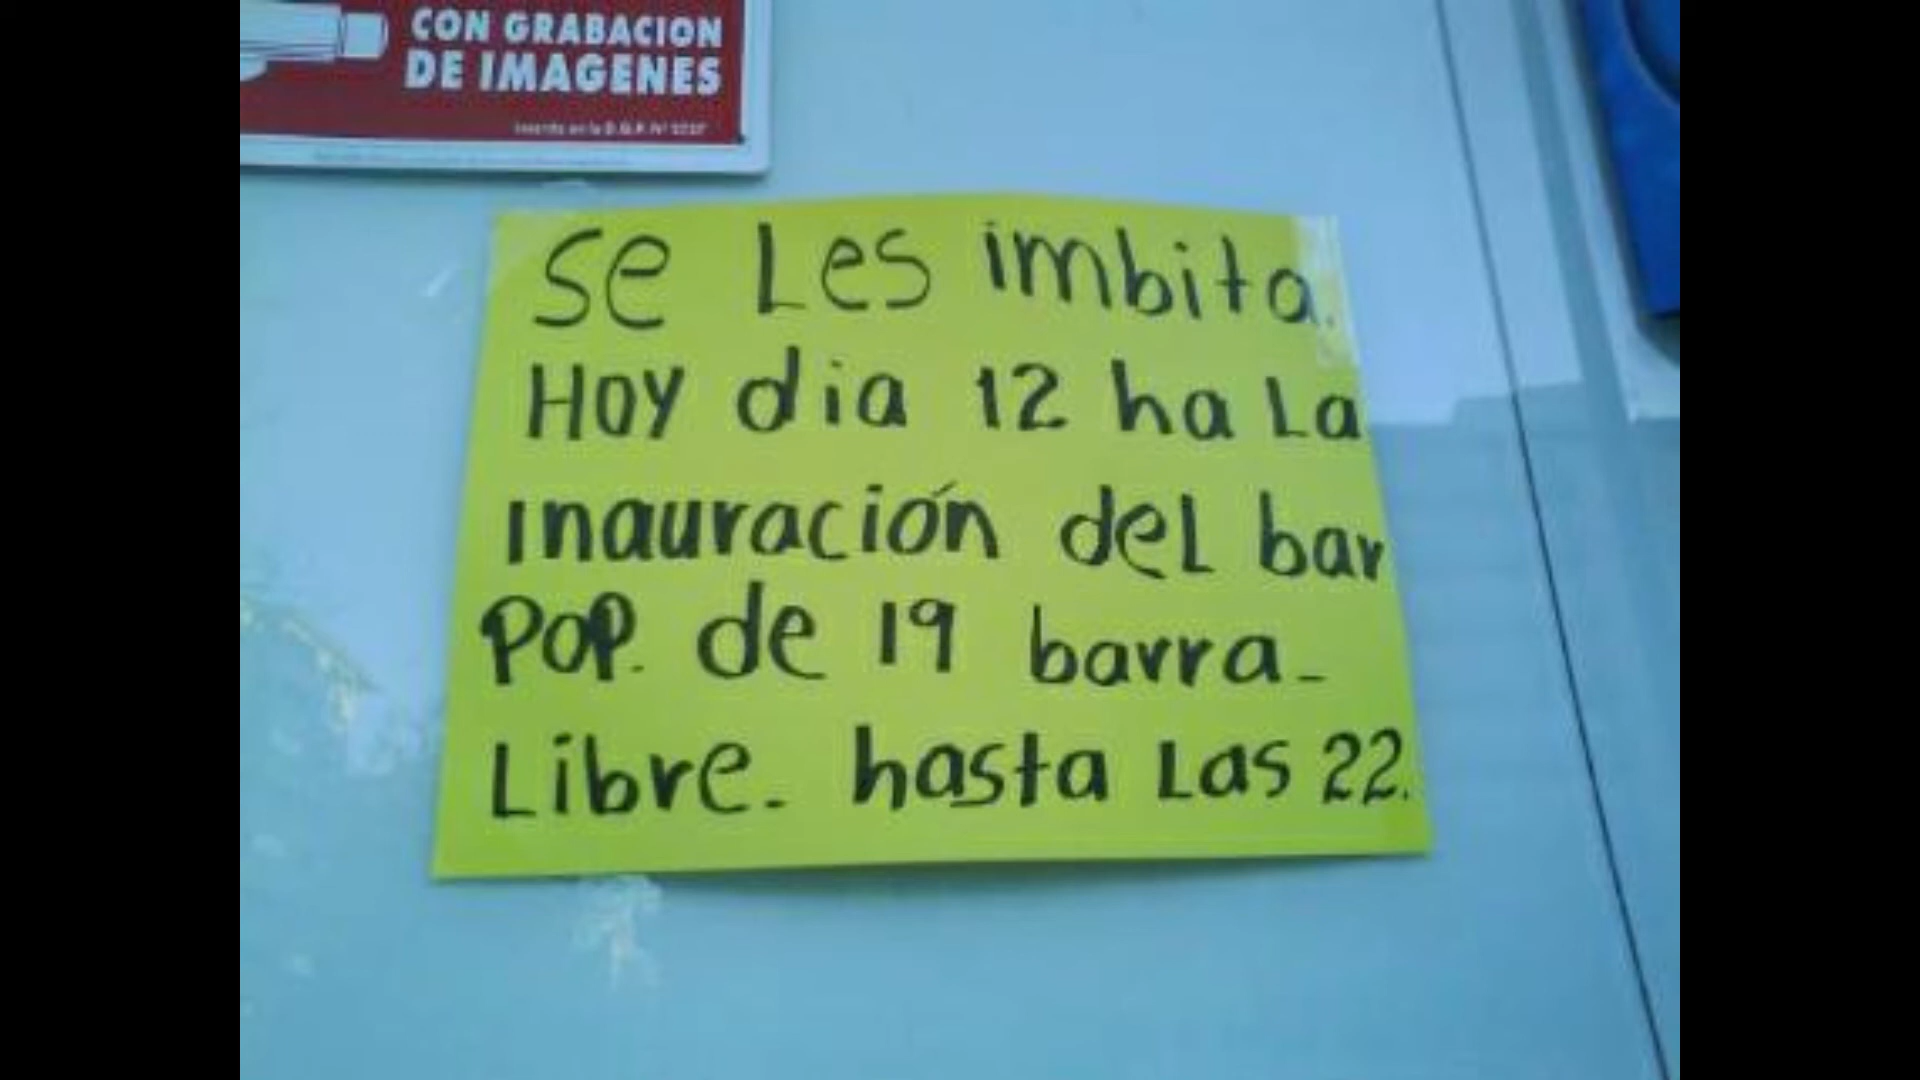 CON GRABACION
DE IMAGENES
Se Les imbita.
Hoy dia 12 ha La
inauración del bar
Pop. de 19 barra-
Libre. hasta Las 22.